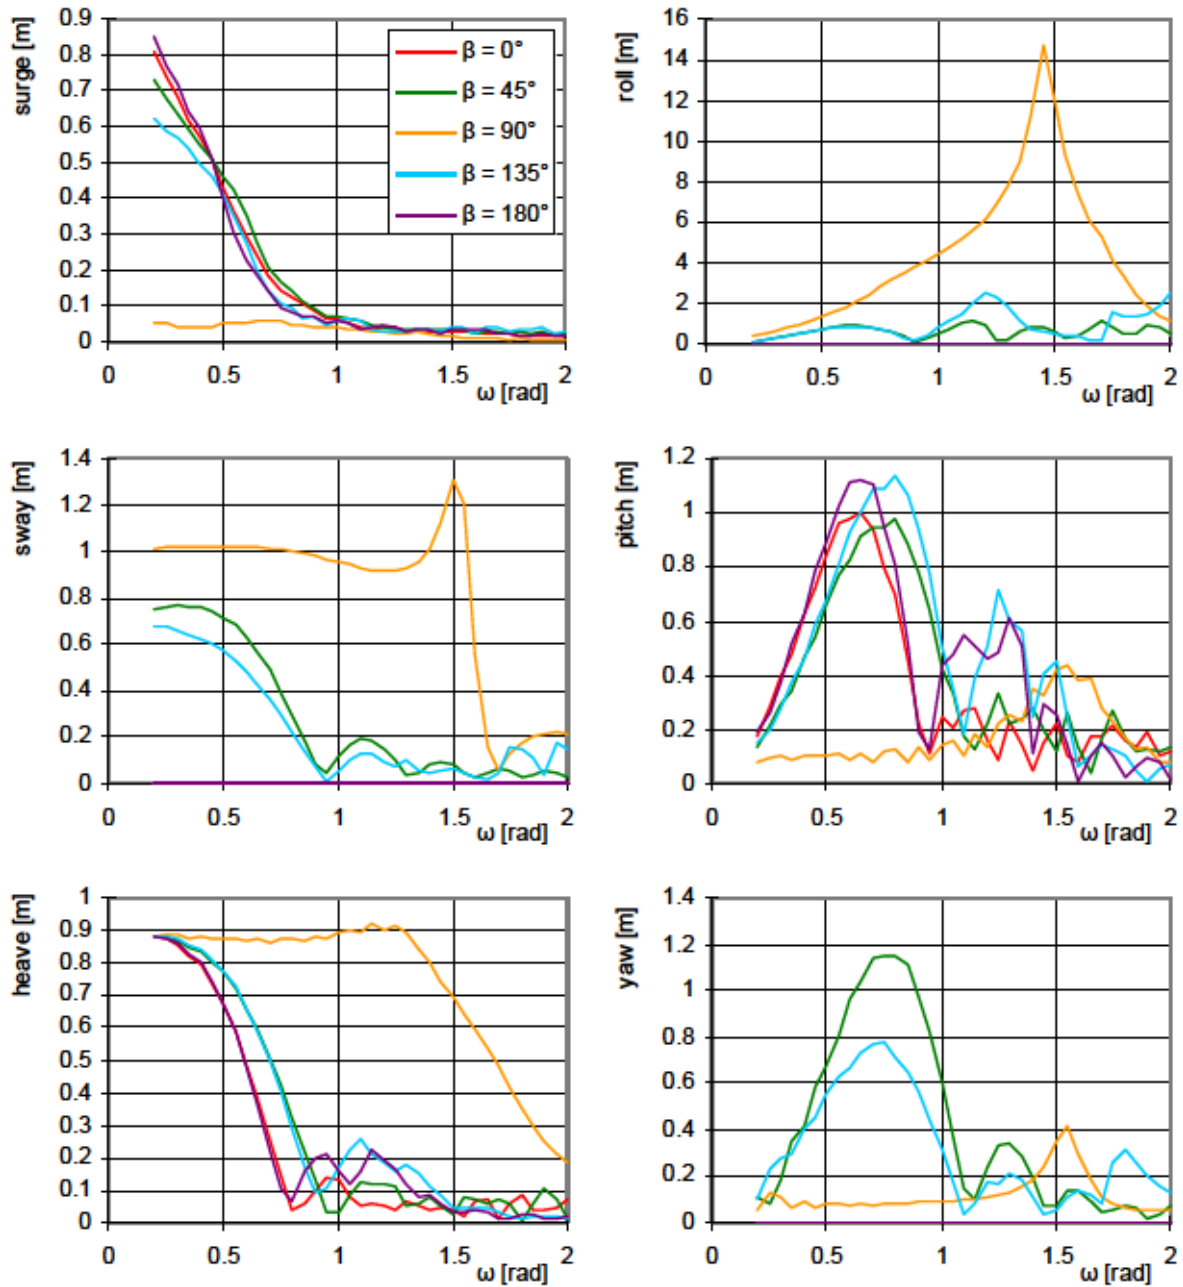 surge [m]
0.9
0.8
0.7
0.6
0.5
0.4
0.3
0.2
0.1
0
0 0.5 1 1.5 2
ω [rad]
β = 0°
β = 45°
β = 90°
β = 135°
β = 180°
roll [m]
16
14
12
10
8
6
4
2
0
0 0.5 1 1.5 2
ω [rad]
sway [m]
1.4
1.2
1
0.8
0.6
0.4
0.2
0
0 0.5 1 1.5 2
ω [rad]
pitch [m]
1.2
1
0.8
0.6
0.4
0.2
0
0 0.5 1 1.5 2
ω [rad]
heave [m]
1
0.9
0.8
0.7
0.6
0.5
0.4
0.3
0.2
0.1
0
0 0.5 1 1.5 2
ω [rad]
yaw [m]
1.4
1.2
1
0.8
0.6
0.4
0.2
0
0 0.5 1 1.5 2
ω [rad]